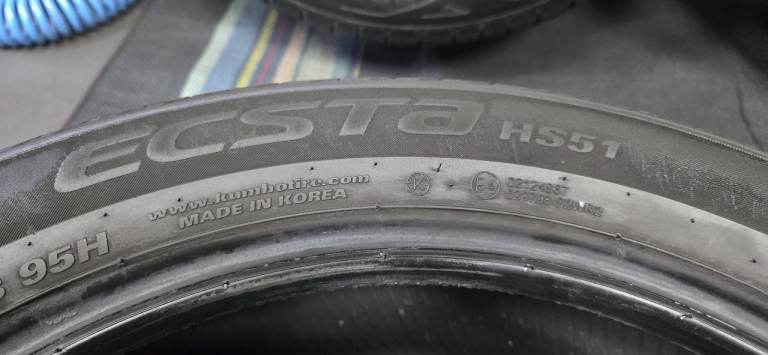 ECSTA HS51
www.kumhotire.com
MADE IN KOREA
95H